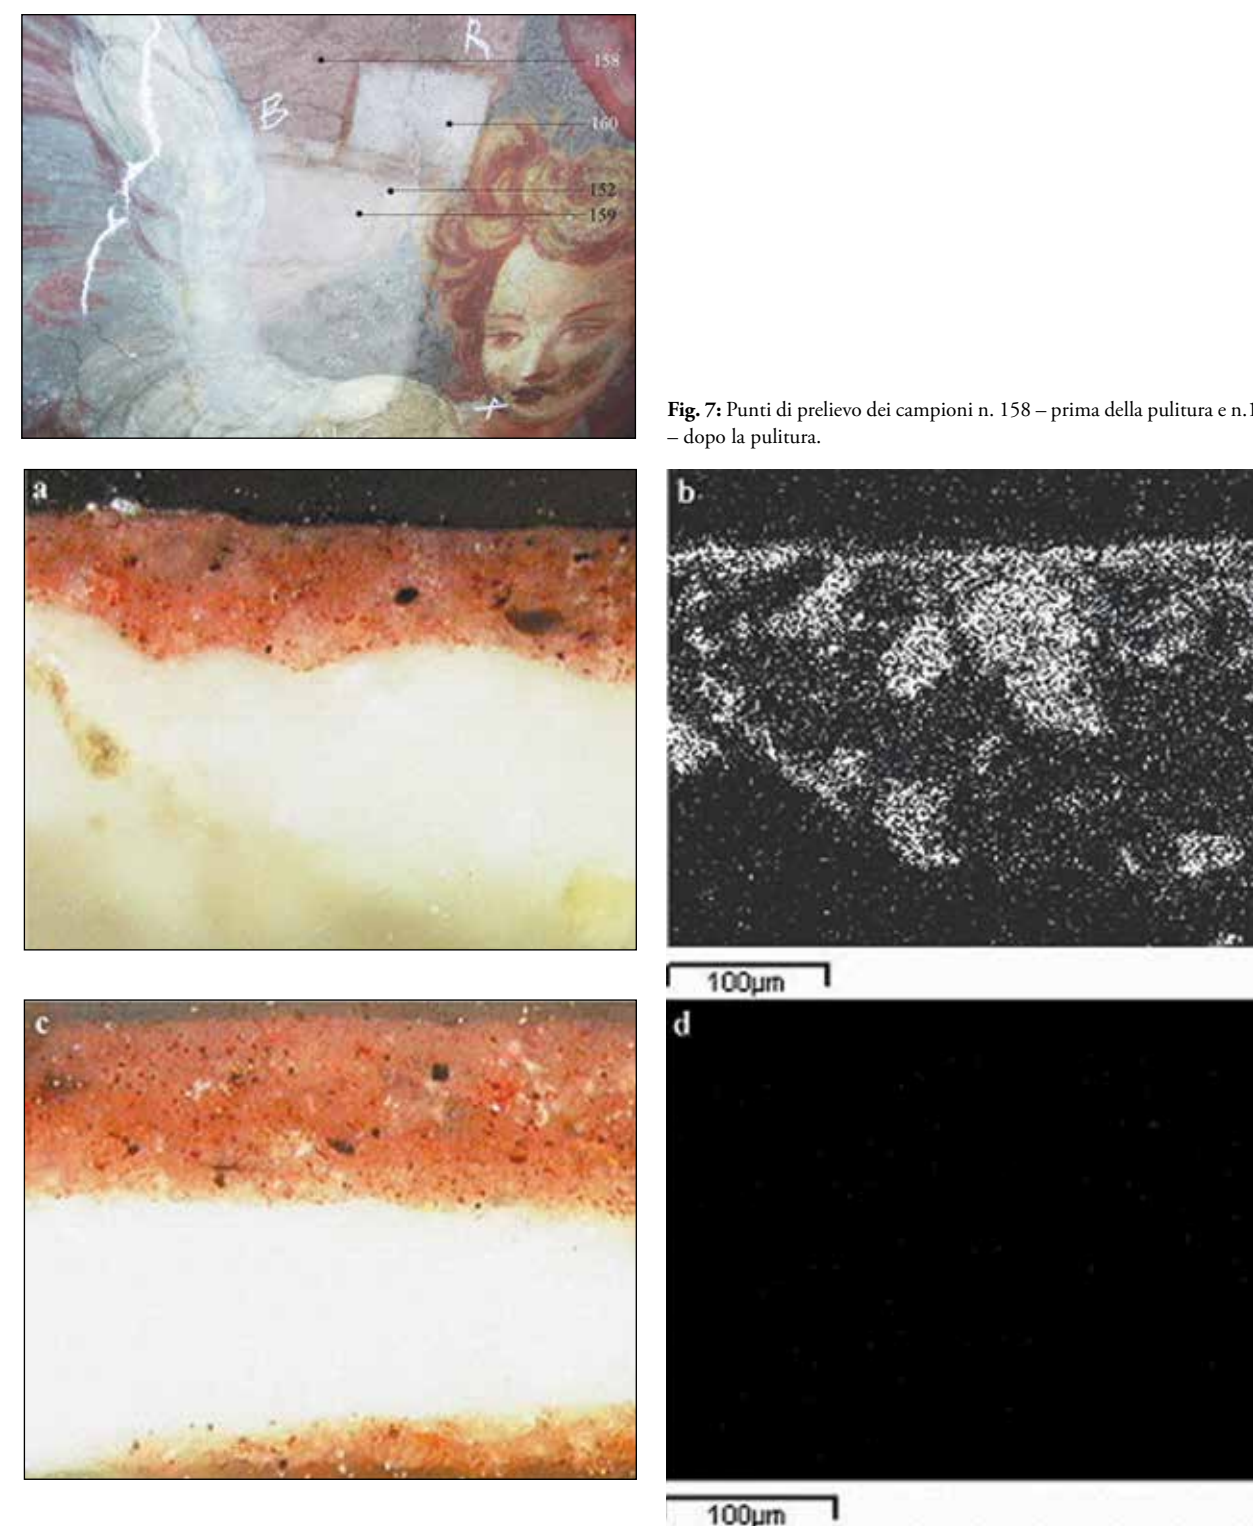 R
158
B
160
152
159
Fig. 7: Punti di prelievo dei campioni n. 158 – prima della pulitura e n.1
– dopo la pulitura.
a
b
100µm
c
d
100µm